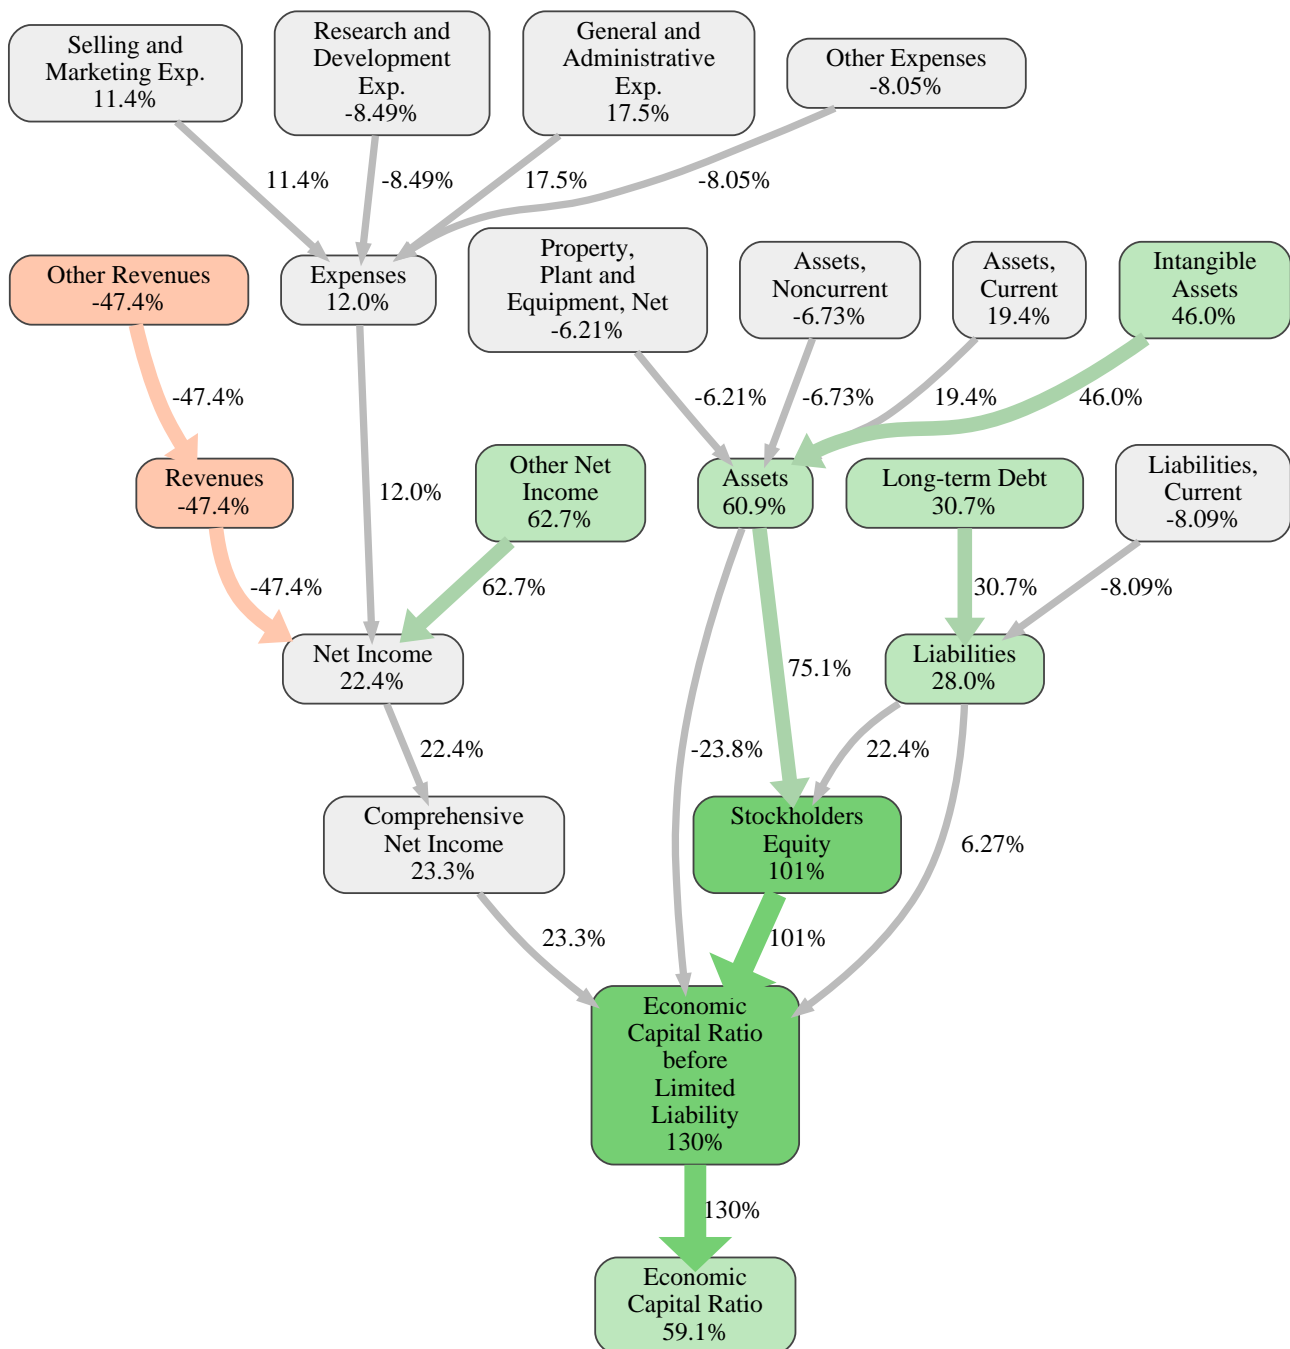 Selling and
Marketing Exp.
11.4%
Research and
Development
Exp.
-8.49%
General and
Administrative
Exp.
17.5%
Other Expenses
-8.05%
11.4%
-8.49%
17.5%
-8.05%
Other Revenues
-47.4%
Expenses
12.0%
Property,
Plant and
Equipment, Net
-6.21%
Assets,
Noncurrent
-6.73%
Assets,
Current
19.4%
Intangible
Assets
46.0%
-47.4%
-6.21%
-6.73%
19.4%
46.0%
Revenues
-47.4%
12.0%
Other Net
Income
62.7%
Assets
60.9%
Long-term Debt
30.7%
Liabilities,
Current
-8.09%
-47.4%
62.7%
30.7%
-8.09%
Net Income
22.4%
75.1%
Liabilities
28.0%
22.4%
-23.8%
22.4%
Comprehensive
Net Income
23.3%
Stockholders
Equity
101%
6.27%
23.3%
101%
Economic
Capital Ratio
before
Limited
Liability
130%
130%
Economic
Capital Ratio
59.1%